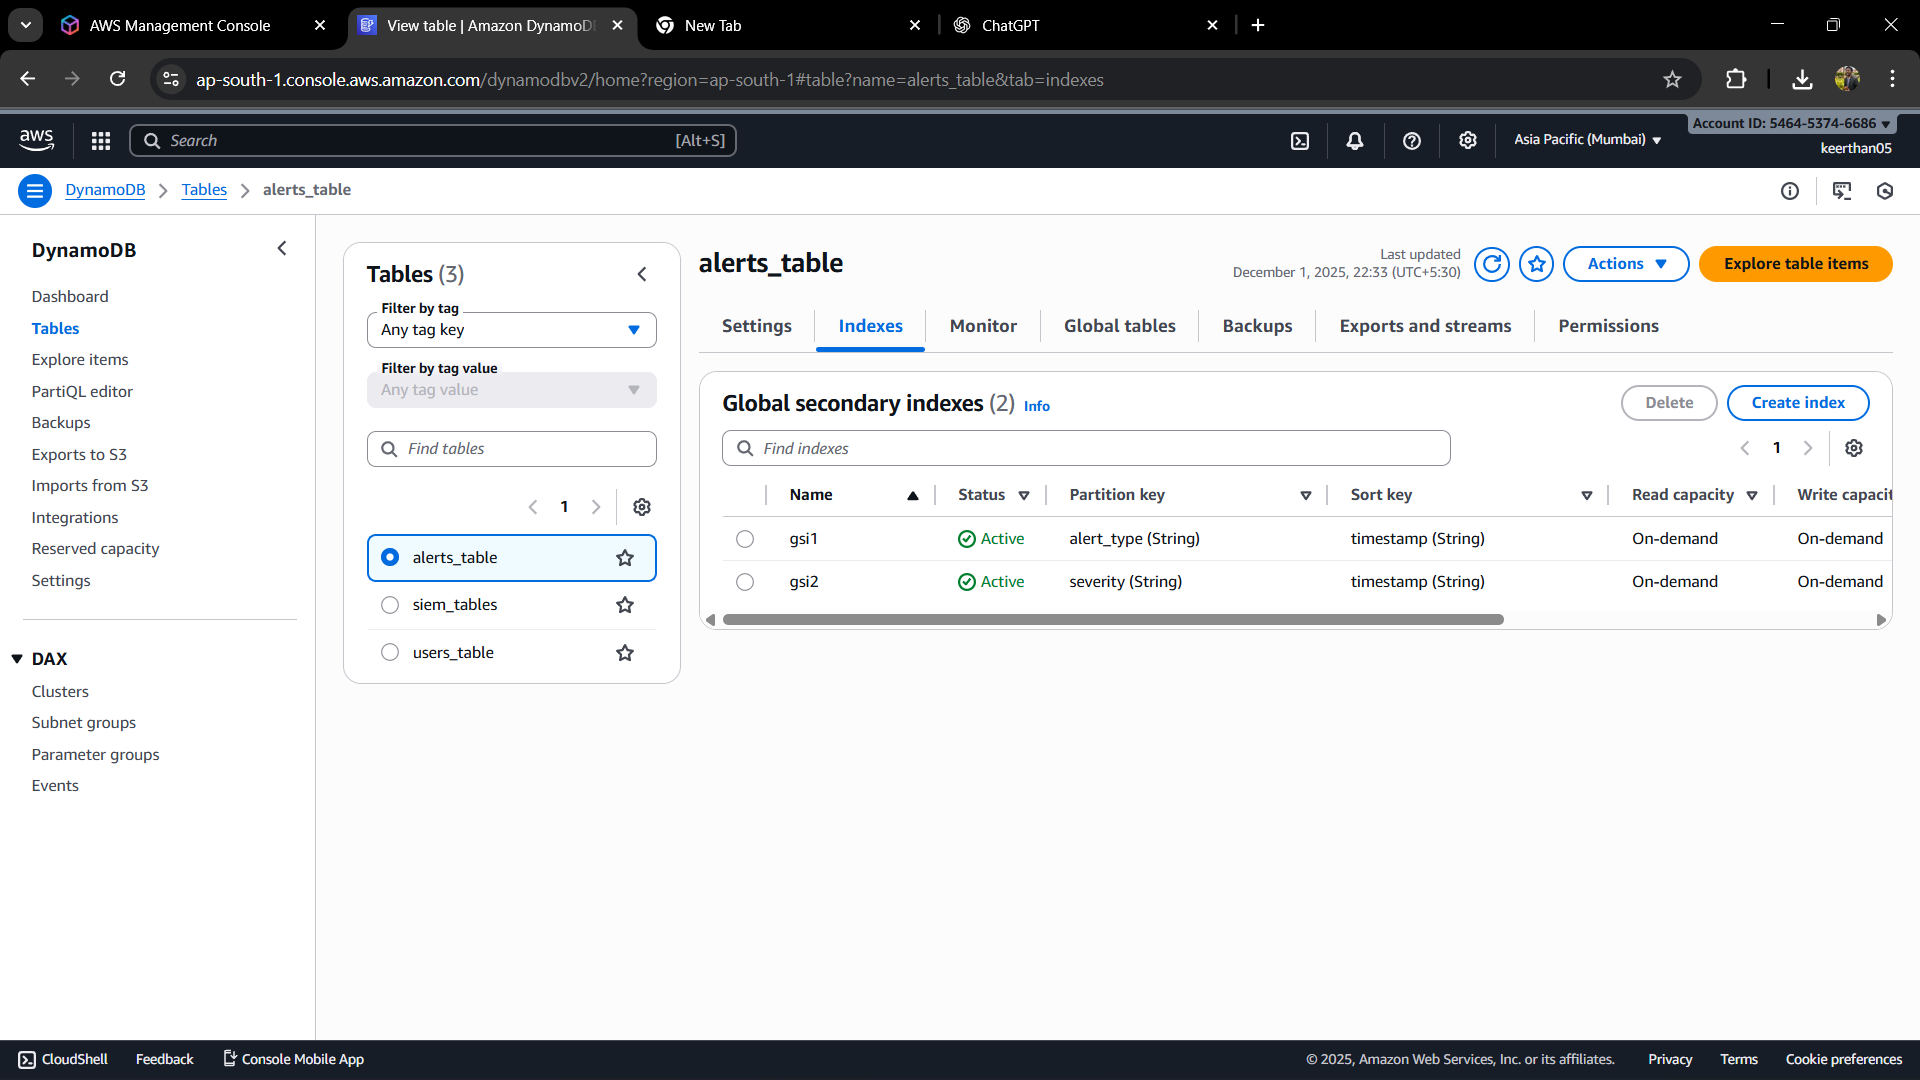 AWS Management Console
View table | Amazon DynamoD
New Tab
ChatGPT
ap-south-1.console.aws.amazon.com/dynamodbv2/home?region=ap-south-1#table?name=alerts_table&tab=indexes
aws
Search [Alt+S]
Asia Pacific (Mumbai)
Account ID: 5464-5374-6686
keerthan05
DynamoDB
Tables
alerts_table
DynamoDB
Dashboard
Tables
Explore items
PartiQL editor
Backups
Exports to S3
Imports from S3
Integrations
Reserved capacity
Settings
DAX
Clusters
Subnet groups
Parameter groups
Events
Tables (3)
Filter by tag
Any tag key
Filter by tag value
Any tag value
Find tables
1
alerts_table
siem_tables
users_table
alerts_table
Last updated
December 1, 2025, 22:33 (UTC+5:30)
Actions
Explore table items
Settings Indexes Monitor Global tables Backups Exports and streams Permissions
Global secondary indexes (2) Info
Delete
Create index
Find indexes
1
Name Status Partition key Sort key Read capacity Write capacit
gsi1 Active alert_type (String) timestamp (String) On-demand On-demand
gsi2 Active severity (String) timestamp (String) On-demand On-demand
CloudShell Feedback Console Mobile App
© 2025, Amazon Web Services, Inc. or its affiliates. Privacy Terms Cookie preferences